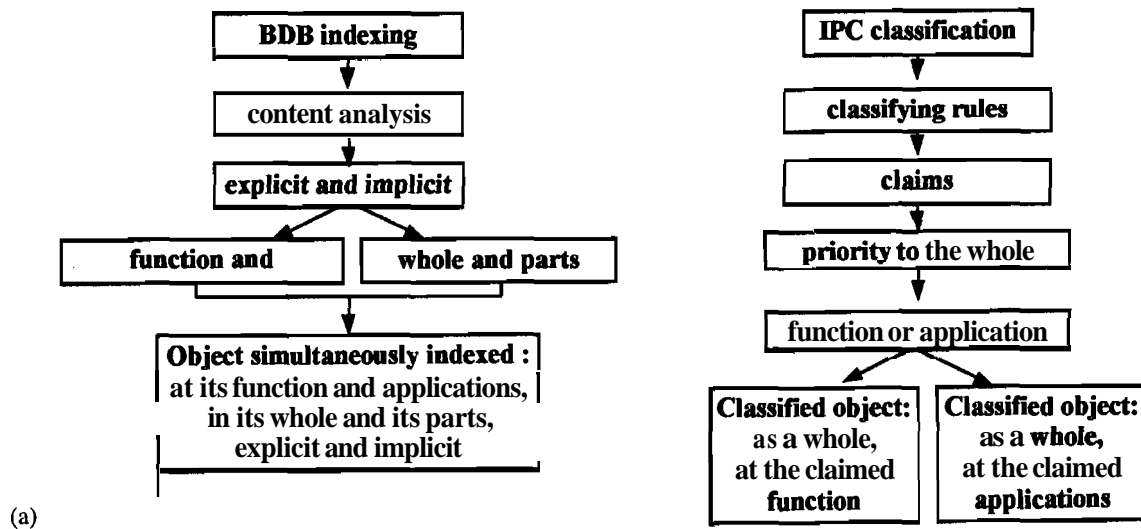 BDB indexing
content analysis
explicit and implicit
function and
whole and parts
Object simultaneously indexed :
at its function and applications,
in its whole and its parts,
explicit and implicit
(a)
IPC classification
classifying rules
claims
priority to the whole
function or application
Classified object:
as a whole,
at the claimed
function
Classified object:
as a whole,
at the claimed
applications